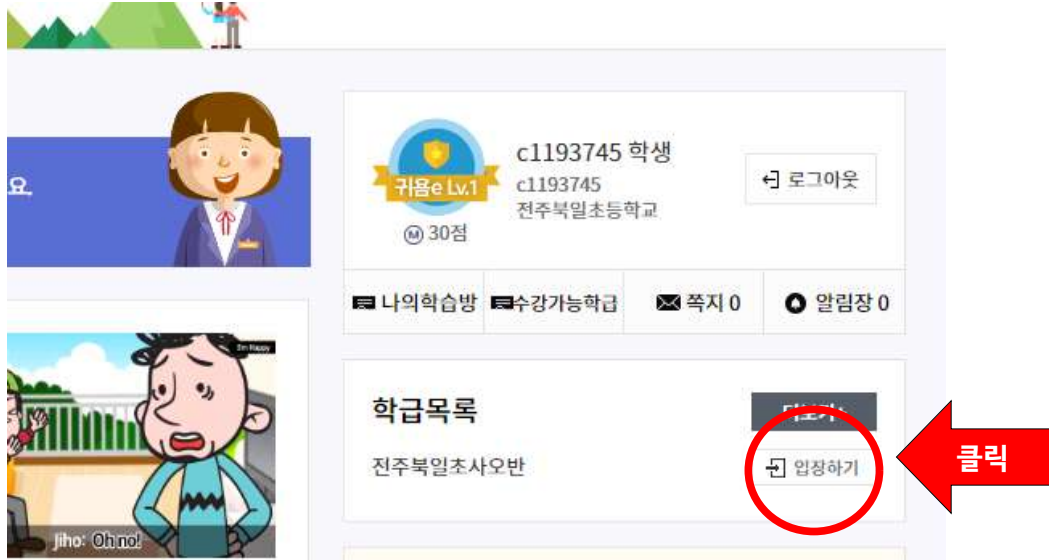 요.
귀욤e Lv.1
M 30점
c1193745 학생
c1193745
전주북일초등학교
로그아웃
나의학습방
수강가능학급
쪽지 0
알림장 0
I'm Happy
Jiho: Oh no!
학급목록
더보기+
전주북일초사오반
입장하기
클릭